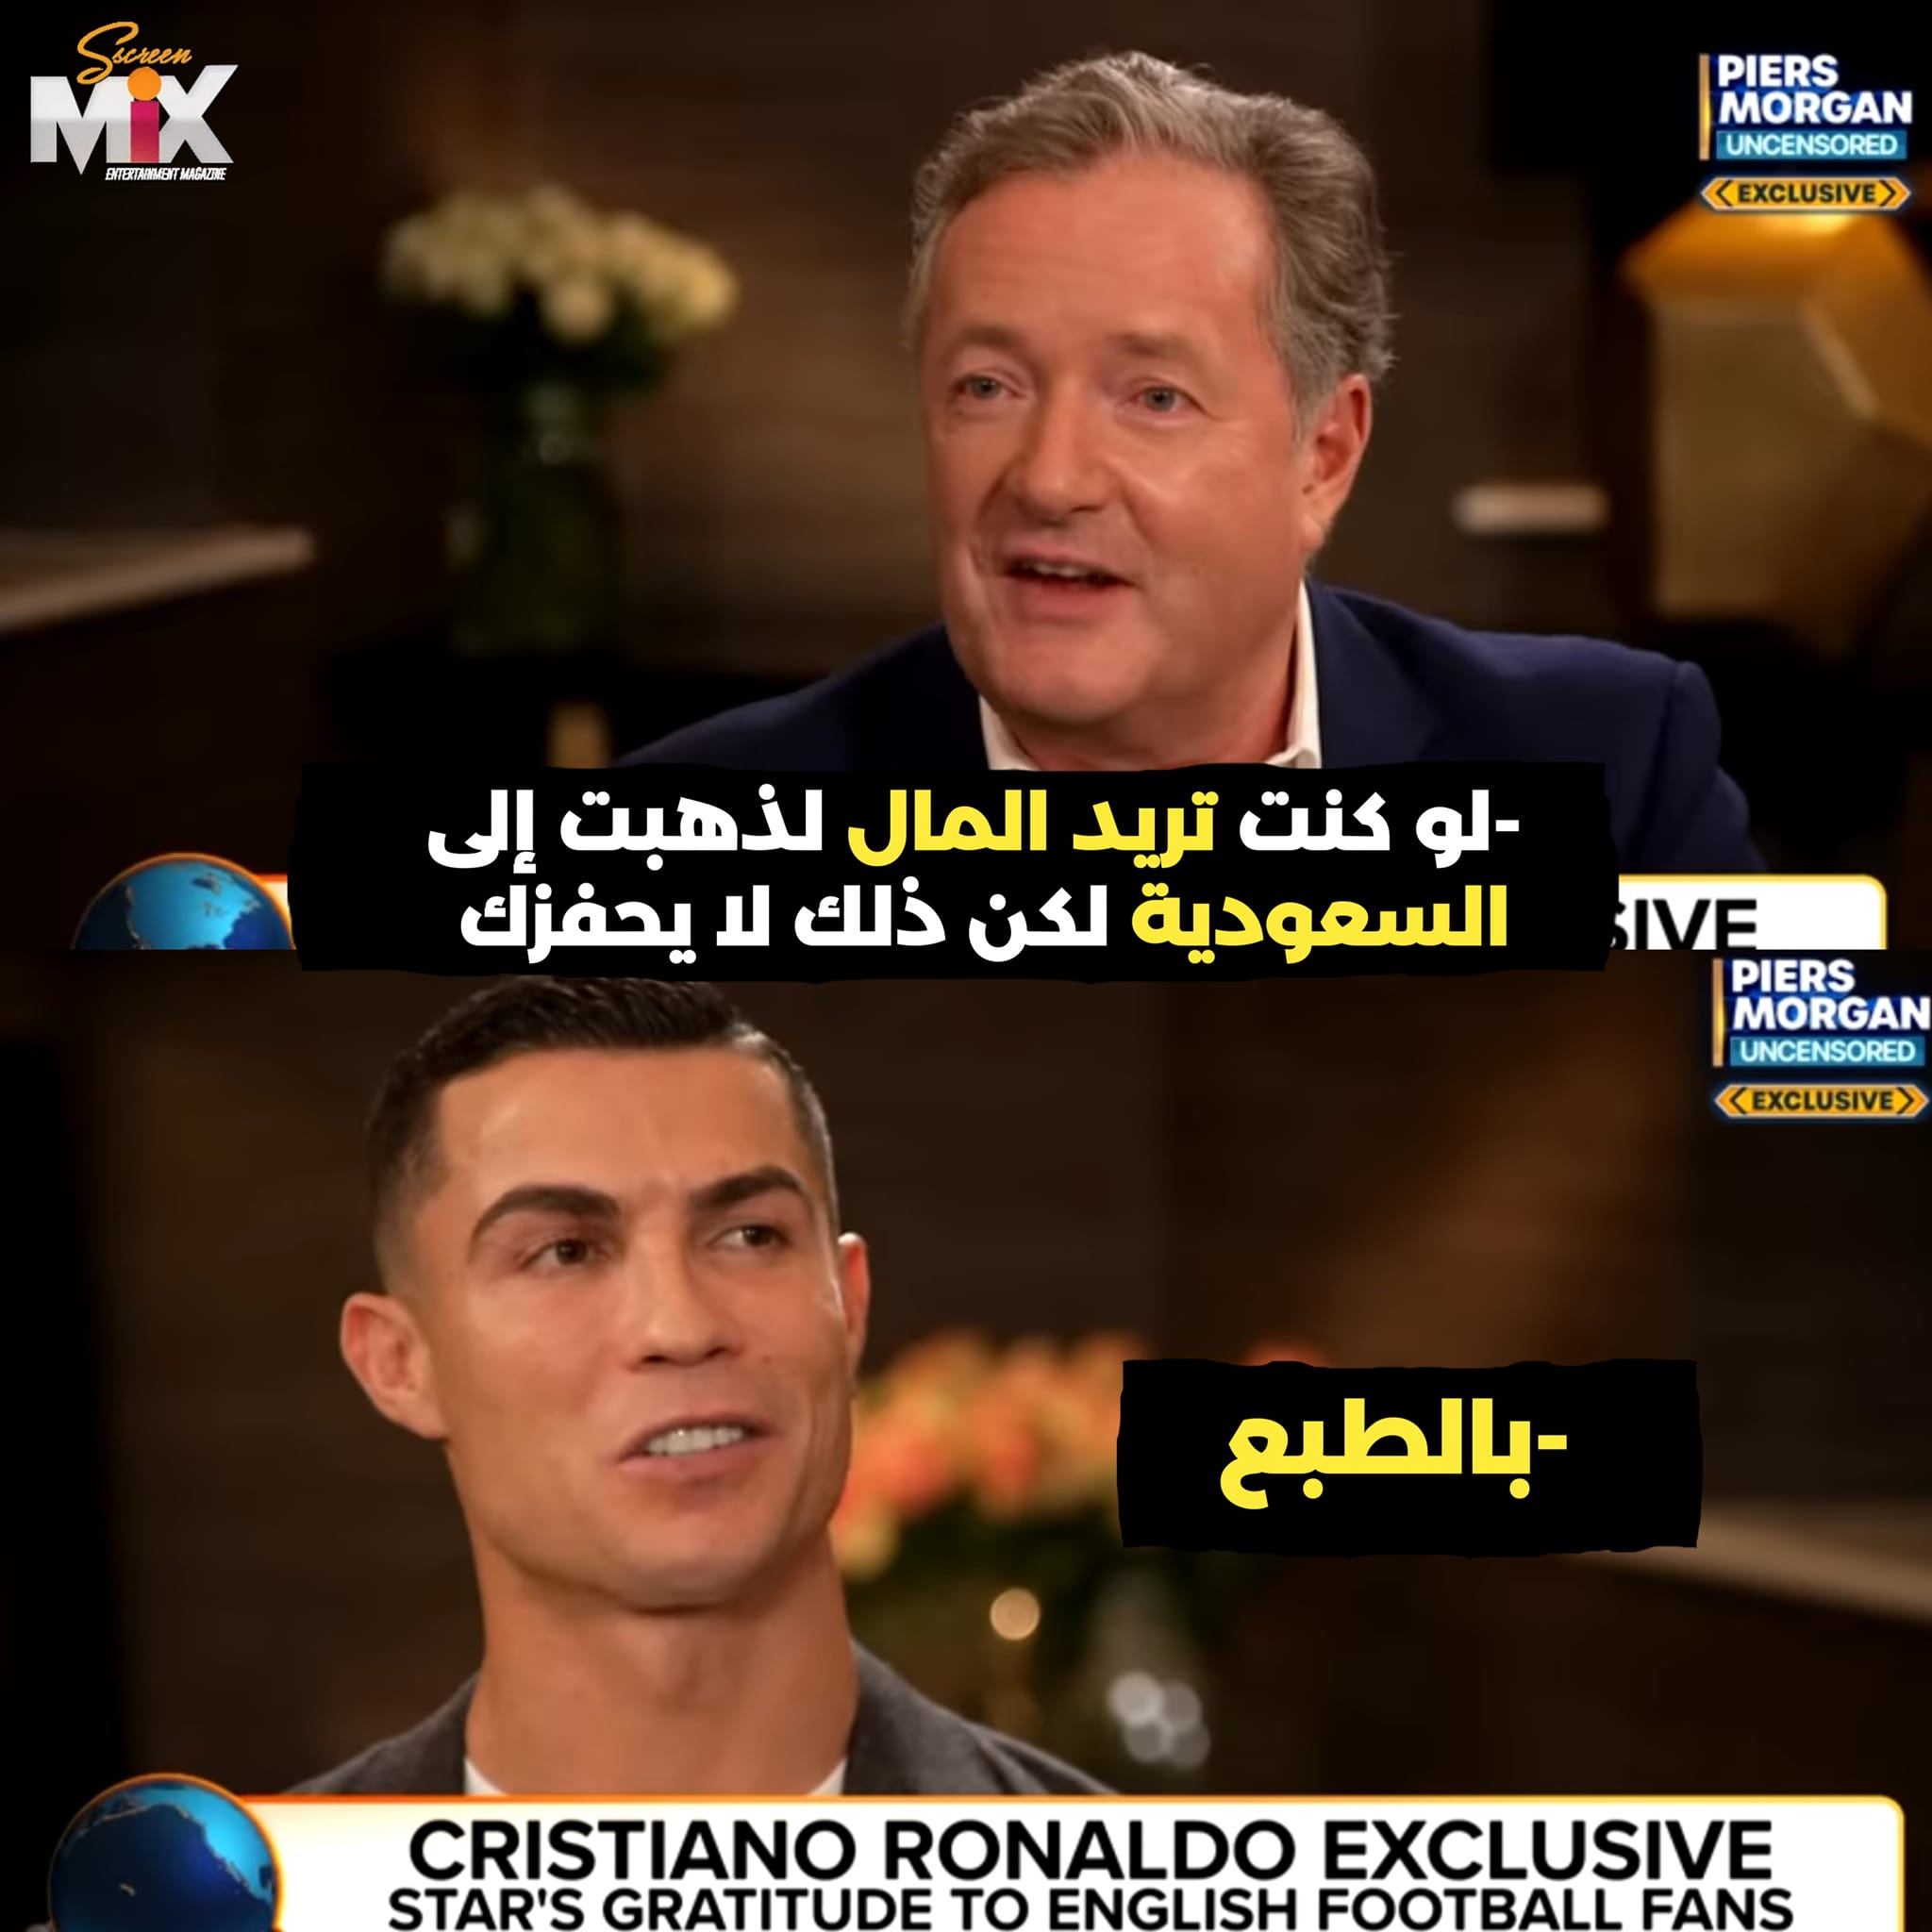 Sscreen
MiX
ENTERTAINMENT MAGAZINE
PIERS
MORGAN
UNCENSORED
EXCLUSIVE
-لو كنت تريد المال لذهبت إلى
السعودية لكن ذلك لا يحفزك
SIVE
PIERS
MORGAN
UNCENSORED
EXCLUSIVE
-بالطبع
CRISTIANO RONALDO EXCLUSIVE
STAR'S GRATITUDE TO ENGLISH FOOTBALL FANS